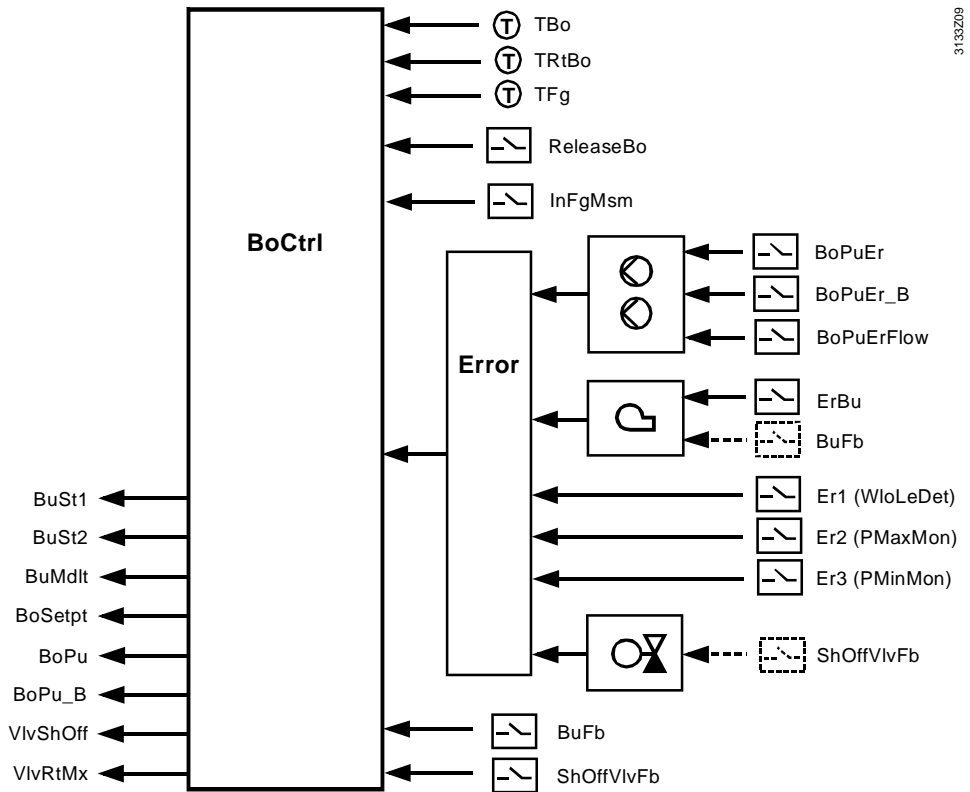 3133Z09
T TBo
T TRtBo
T TFg
ReleaseBo
InFgMsm
BoCtrl
BoPuEr
BoPuEr_B
BoPuErFlow
Error
ErBu
BuFb
Er1 (WloLeDet)
Er2 (PMaxMon)
Er3 (PMinMon)
ShOffVlvFb
BuSt1
BuSt2
BuMdlt
BoSetpt
BoPu
BoPu_B
VlvShOff
VlvRtMx
BuFb
ShOffVlvFb